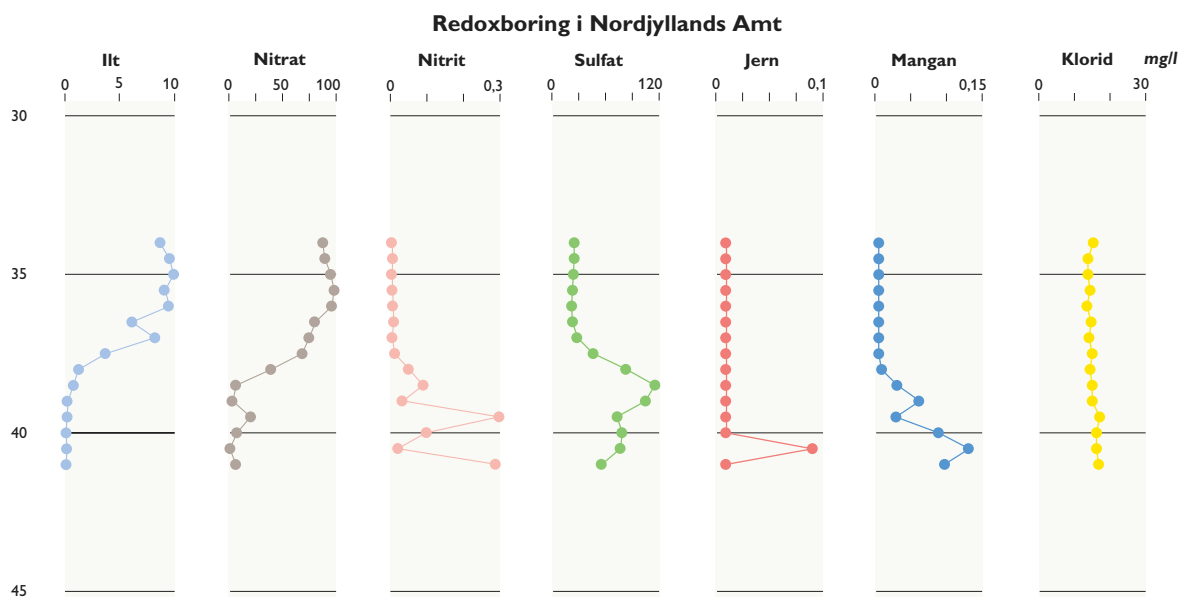 Redoxboring i Nordjyllands Amt
Ilt Nitrat Nitrit Sulfat Jern Mangan Klorid mg/l
0 5 10 0 50 100 0 0,3 0 120 0 0,1 0 0,15 0 30
30
35
40
45